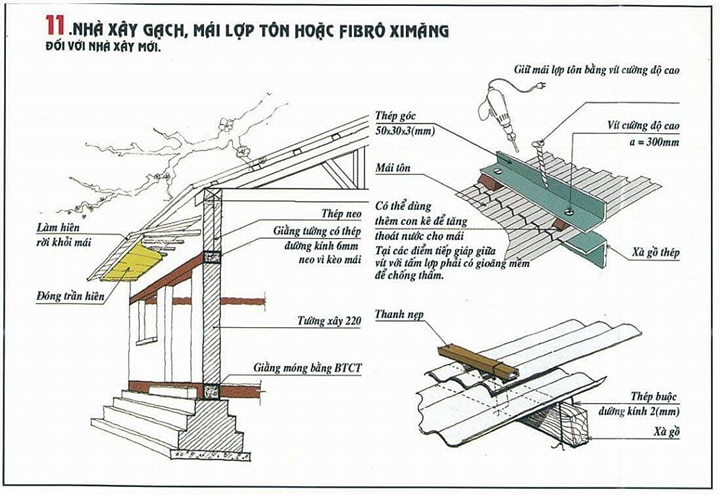 11.NHÀ XÂY GẠCH, MÁI LỢP TÔN HOẶC FIBRÔ XIMĂNG
ĐỐI VỚI NHÀ XÂY MỚI.
Làm hiên
rời khỏi mái
Đóng trần hiên
Thép neo
Giằng tường có thép
đường kính 6mm
neo vì kèo mái
Tường xây 220
Giằng móng bằng BTCT
Giữ mái lợp tôn bằng vít cường độ cao
Thép góc
50x30x3(mm)
Vít cường độ cao
a = 300mm
Mái tôn
Có thể dùng
thêm con kê để tăng
thoát nước cho mái
Tại các điểm tiếp giáp giữa
vít với tấm lợp phải có gioăng mềm
để chống thấm.
Xà gồ thép
Thanh nẹp
Thép buộc
đường kính 2(mm)
Xà gồ